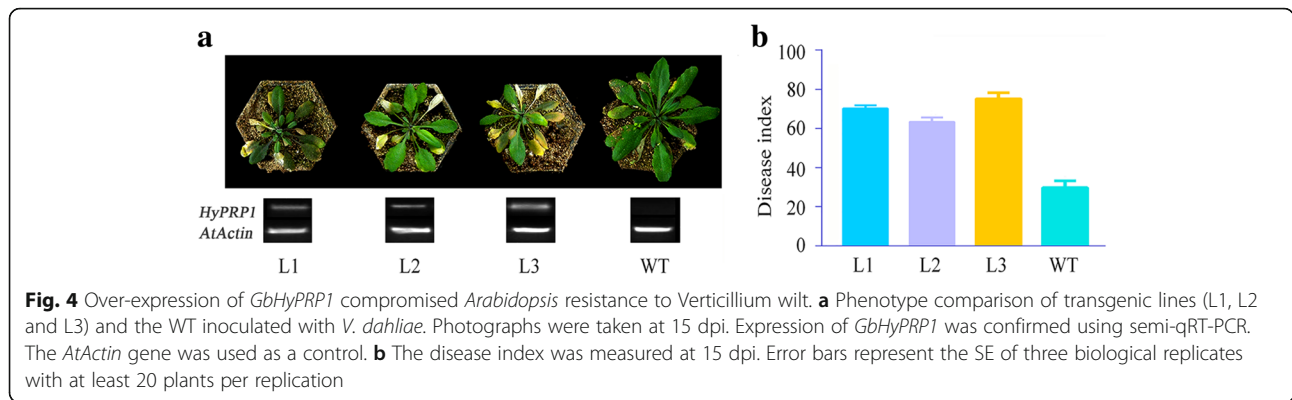 a
b
HyPRP1
AtActin
L1 L2 L3 WT
Disease index
100
80
60
40
20
0
L1 L2 L3 WT
Fig. 4 Over-expression of GbHyPRP1 compromised Arabidopsis resistance to Verticillium wilt. a Phenotype comparison of transgenic lines (L1, L2
and L3) and the WT inoculated with V. dahliae. Photographs were taken at 15 dpi. Expression of GbHyPRP1 was confirmed using semi-qRT-PCR.
The AtActin gene was used as a control. b The disease index was measured at 15 dpi. Error bars represent the SE of three biological replicates
with at least 20 plants per replication